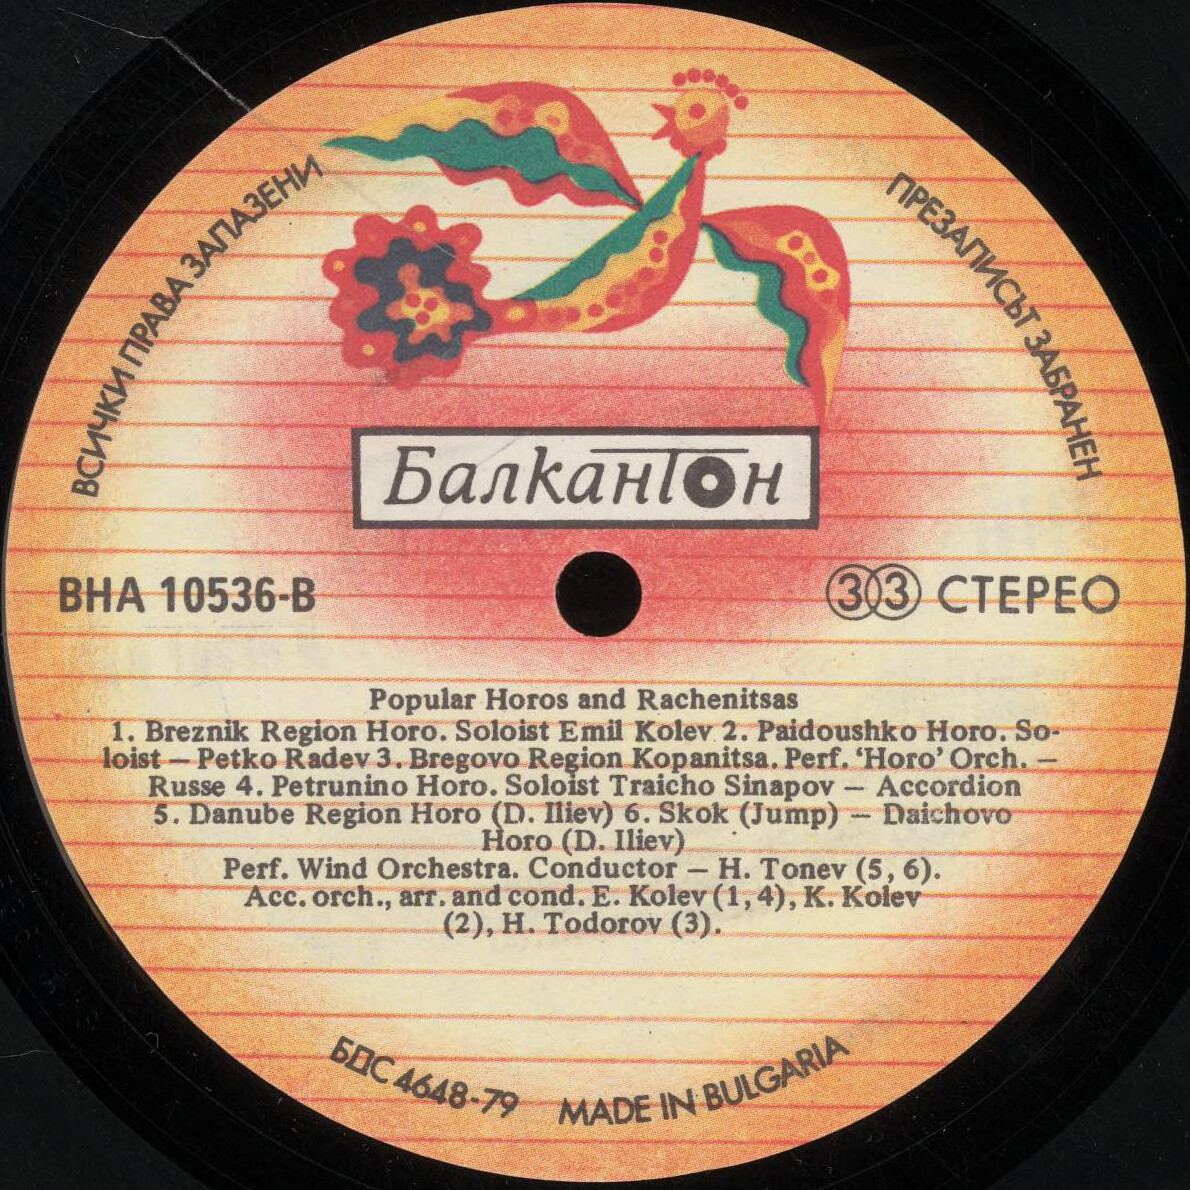 ВСИЧКИ ПРАВА ЗАПАЗЕНИ
ПРЕЗАПИСЪТ ЗАБРАНЕН
Балкантон
ВНА 10536-В
33 СТЕРЕО
Popular Horos and Rachenitsas
1. Breznik Region Horo. Soloist Emil Kolev 2. Paidoushko Horo. So-
loist — Petko Radev 3. Bregovo Region Kopanitsa. Perf. ‘Horo’ Orch. —
Russe 4. Petrunino Horo. Soloist Traicho Sinapov — Accordion
5. Danube Region Horo (D. Iliev) 6. Skok (Jump) — Daichovo
Horo (D. Iliev)
Perf. Wind Orchestra. Conductor — H. Tonev (5, 6).
Acc. orch., arr. and cond. E. Kolev (1, 4), K. Kolev
(2), H. Todorov (3).
БДС 4648-79
MADE IN BULGARIA